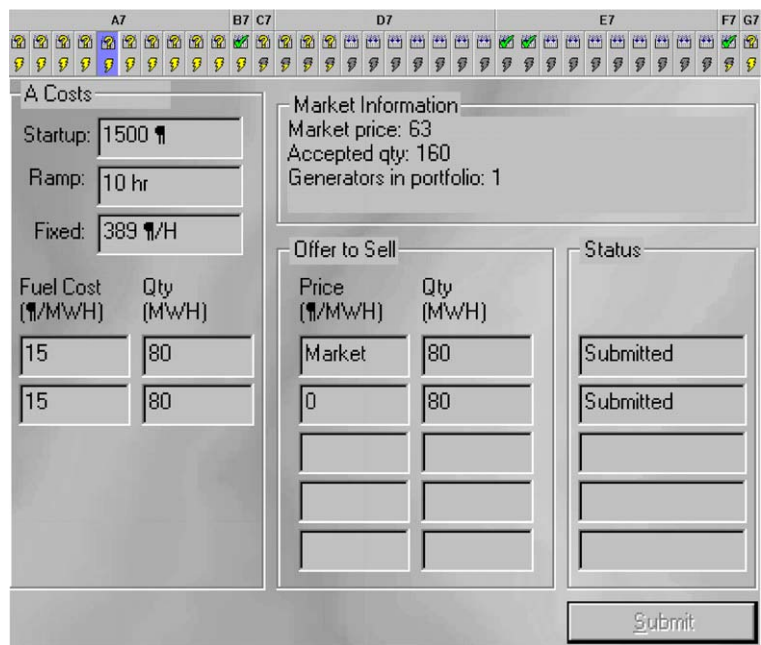 A7 B7 C7 D7 E7 F7 G7
A Costs
Startup: 1500 ¶
Ramp: 10 hr
Fixed: 389 ¶/H
Fuel Cost (¶/MWH) Qty (MWH)
15 80
15 80
Market Information
Market price: 63
Accepted qty: 160
Generators in portfolio: 1
Offer to Sell
Price (¶/MWH) Qty (MWH)
Market 80
0 80
Status
Submitted
Submitted
Submit